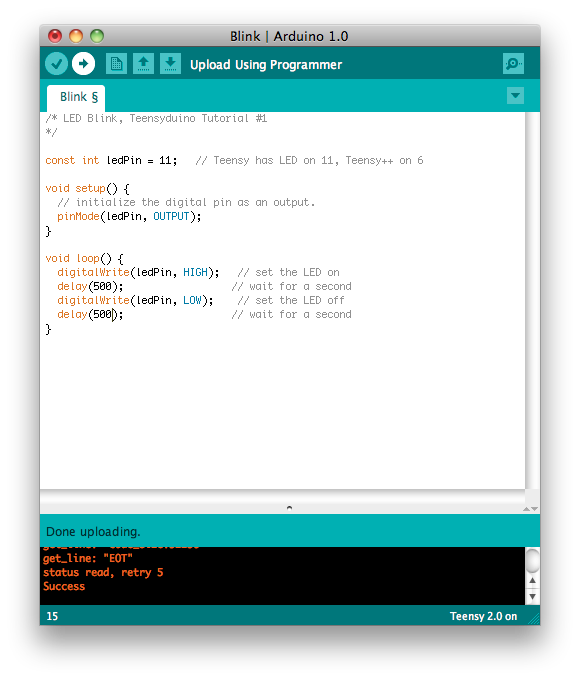 Blink | Arduino 1.0
Upload Using Programmer
Blink §
/* LED Blink, Teensyduino Tutorial #1
*/
const int ledPin = 11;   // Teensy has LED on 11, Teensy++ on 6
void setup() {
  // initialize the digital pin as an output.
  pinMode(ledPin, OUTPUT);
}
void loop() {
  digitalWrite(ledPin, HIGH);   // set the LED on
  delay(500);                  // wait for a second
  digitalWrite(ledPin, LOW);    // set the LED off
  delay(500);                  // wait for a second
}
Done uploading.
get_line: "EOT"
status read, retry 5
Success
15
Teensy 2.0 on